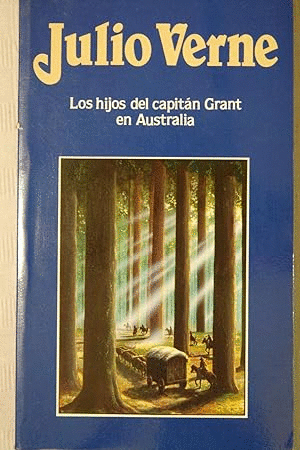 Julio Verne
Los hijos del capitán Grant
en Australia